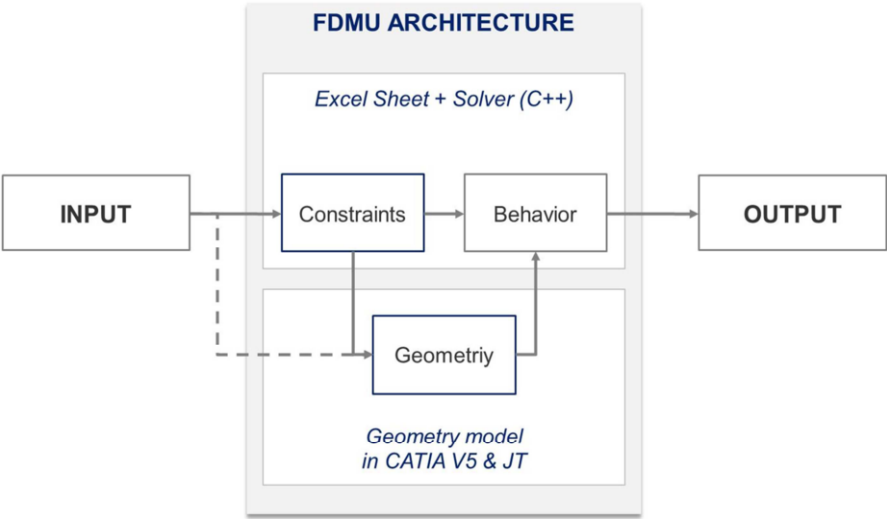 FDMU ARCHITECTURE
Excel Sheet + Solver (C++)
INPUT
Constraints
Behavior
OUTPUT
Geometriy
Geometry model
in CATIA V5 & JT